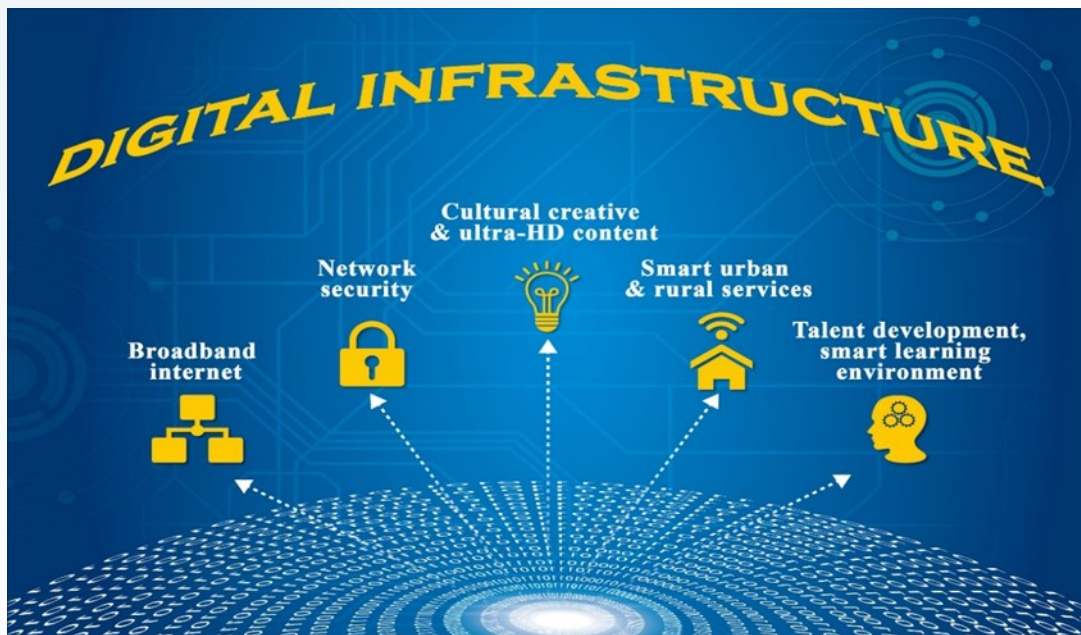 DIGITAL INFRASTRUCTURE
Cultural creative
& ultra-HD content
Network
security
Smart urban
& rural services
Broadband
internet
Talent development,
smart learning
environment